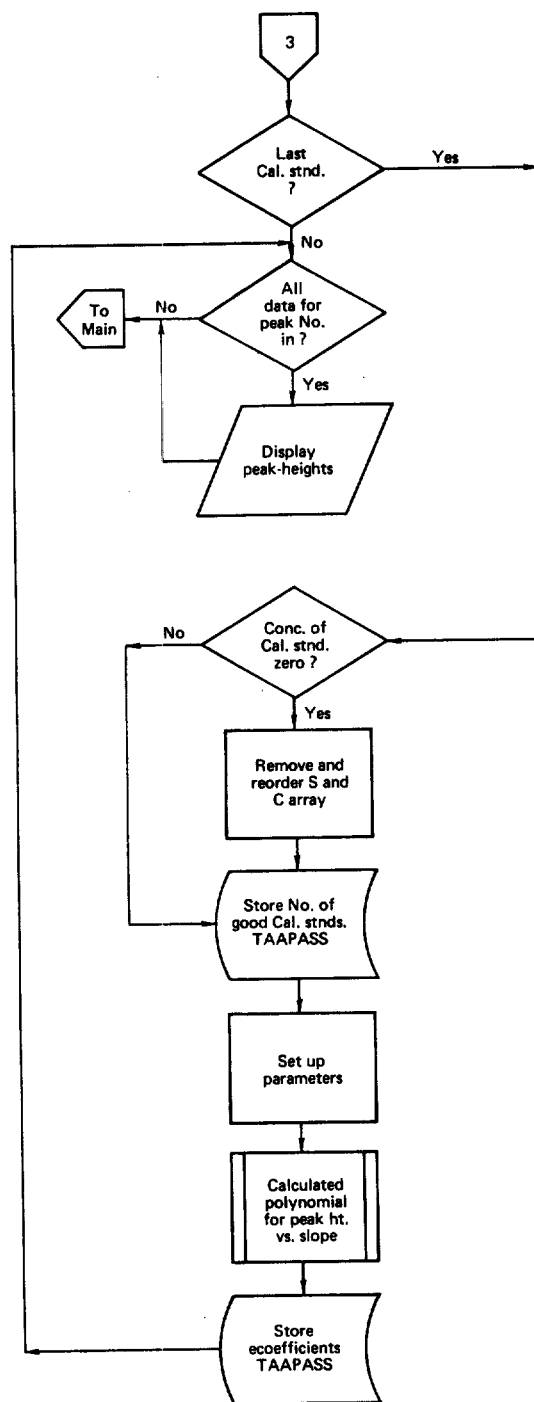 3
Last
Cal. stnd.
?
Yes
No
All
data for
peak No.
in ?
No
To
Main
Yes
Display
peak-heights
Conc. of
Cal. stnd.
zero ?
No
Yes
Remove and
reorder S and
C array
Store No. of
good Cal. stnds.
TAAPASS
Set up
parameters
Calculated
polynomial
for peak ht.
vs. slope
Store
ecoefficients
TAAPASS